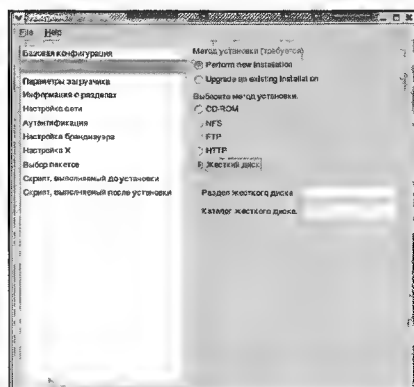 File Help
Базовая конфигурация
Параметры загрузчика
Информация о разделах
Настройка сети
Аутентификация
Настройка брандмауэра
Настройка X
Выбор пакетов
Скрипт, выполняемый до установки
Скрипт, выполняемый после установки
Метод установки (требуется)
Perform new installation
Upgrade an existing installation
Выберите метод установки:
CD-ROM
NFS
FTP
HTTP
Жесткий диск
Раздел жесткого диска
Каталог жесткого диска: